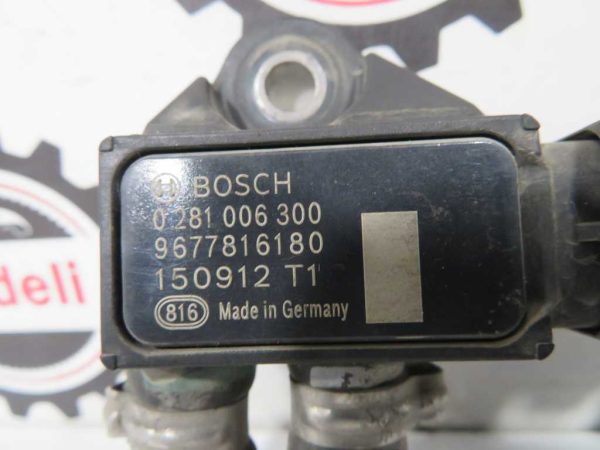 BOSCH
0 281 006 300
9677816180
150912 T1
816 Made in Germany
deli